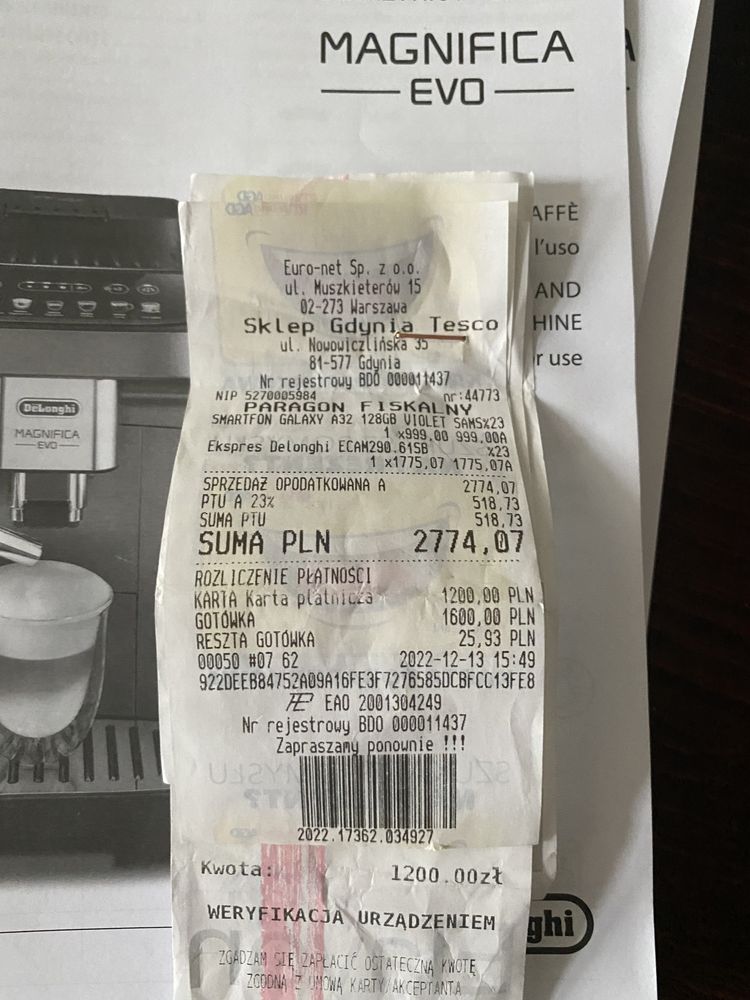 MAGNIFICA
EVO
AFFÈ
l'uso
AND
HINE
r use
DeLonghi
MAGNIFICA
EVO
Euro-net Sp. z o.o.
ul. Muszkieterów 15
02-273 Warszawa
Sklep Gdynia Tesco
ul. Nowowiczlińska 35
81-577 Gdynia
Nr rejestrowy BDO 000011437
NIP 5270005984 nr:44773
PARAGON FISKALNY
SMARTFON GALAXY A32 128GB VIOLET SAMS%23
1 x999,00 999,00A
Ekspres Delonghi ECAM290.61SB %23
1 x1775,07 1775,07A
SPRZEDAŻ OPODATKOWANA A 2774,07
PTU A 23% 518,73
SUMA PTU 518,73
SUMA PLN 2774,07
ROZLICZENIE PŁATNOŚCI
KARTA Karta płatnicza 1200,00 PLN
GOTÓWKA 1600,00 PLN
RESZTA GOTÓWKA 25,93 PLN
00050 #07 62 2022-12-13 15:49
922DEEB84752A09A16FE3F7276585DCBFCC13FE8
EAO 2001304249
Nr rejestrowy BDO 000011437
Zapraszamy ponownie !!!
2022.17362.034927
Kwota: 1200.00zł
WERYFIKACJA URZĄDZENIEM
ZGADZAM SIĘ ZAPŁACIĆ OSTATECZNĄ KWOTĘ
ZGODNĄ Z UMOWĄ KARTY/AKCEPTANTA
ghi